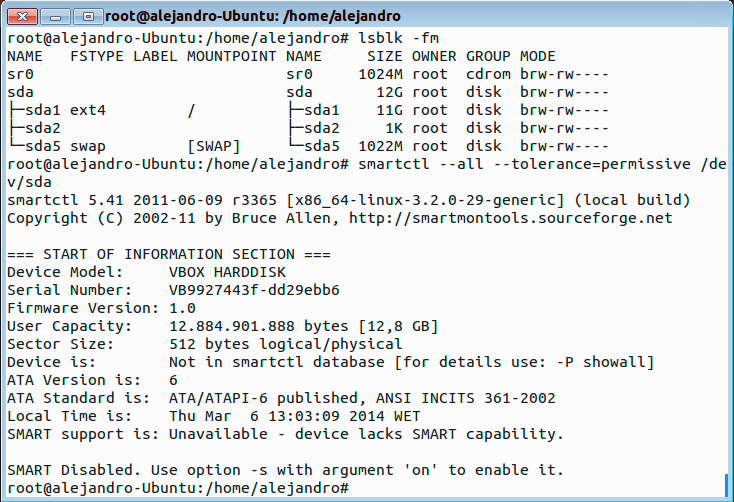 root@alejandro-Ubuntu: /home/alejandro
root@alejandro-Ubuntu:/home/alejandro# lsblk -fm
NAME   FSTYPE LABEL MOUNTPOINT NAME     SIZE OWNER GROUP MODE
sr0                            sr0     1024M root  cdrom brw-rw----
sda                            sda       12G root  disk  brw-rw----
├─sda1 ext4         /          ├─sda1    11G root  disk  brw-rw----
├─sda2                         ├─sda2     1K root  disk  brw-rw----
└─sda5 swap         [SWAP]     └─sda5  1022M root  disk  brw-rw----
root@alejandro-Ubuntu:/home/alejandro# smartctl --all --tolerance=permissive /de
v/sda
smartctl 5.41 2011-06-09 r3365 [x86_64-linux-3.2.0-29-generic] (local build)
Copyright (C) 2002-11 by Bruce Allen, http://smartmontools.sourceforge.net

=== START OF INFORMATION SECTION ===
Device Model:     VBOX HARDDISK
Serial Number:    VB9927443f-dd29ebb6
Firmware Version: 1.0
User Capacity:    12.884.901.888 bytes [12,8 GB]
Sector Size:      512 bytes logical/physical
Device is:        Not in smartctl database [for details use: -P showall]
ATA Version is:   6
ATA Standard is:  ATA/ATAPI-6 published, ANSI INCITS 361-2002
Local Time is:    Thu Mar  6 13:03:09 2014 WET
SMART support is: Unavailable - device lacks SMART capability.

SMART Disabled. Use option -s with argument 'on' to enable it.
root@alejandro-Ubuntu:/home/alejandro#